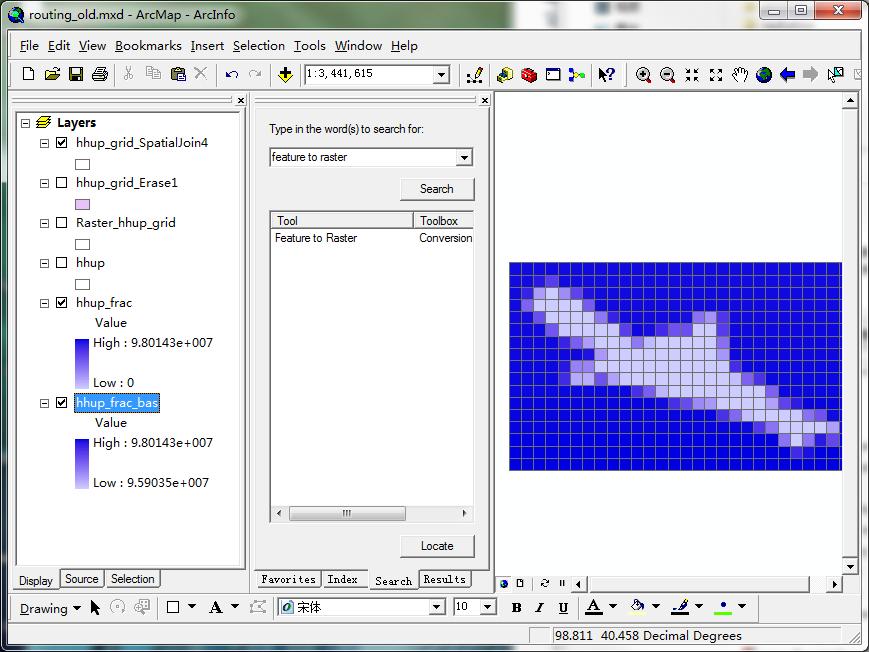 routing_old.mxd - ArcMap - ArcInfo
File Edit View Bookmarks Insert Selection Tools Window Help
1:3,441,615
Layers
hhup_grid_SpatialJoin4
hhup_grid_Erase1
Raster_hhup_grid
hhup
hhup_frac
Value
High : 9.80143e+007
Low : 0
hhup_frac_bas
Value
High : 9.80143e+007
Low : 9.59035e+007
Display Source Selection
Type in the word(s) to search for:
feature to raster
Search
Tool Toolbox
Feature to Raster Conversion
Locate
Favorites Index Search Results
Drawing A 宋体 10 B I U A
98.811 40.458 Decimal Degrees